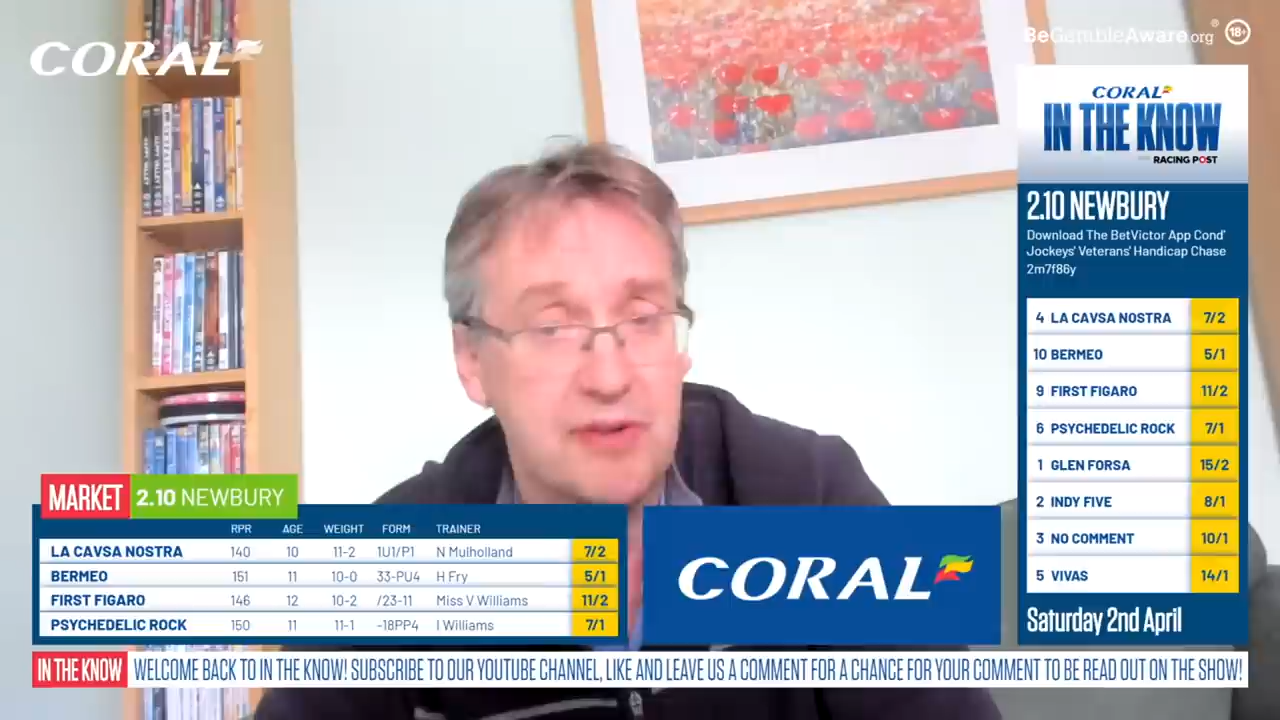 CORAL
BeGambleAware.org® 18+
CORAL
IN THE KNOW
RACING POST
2.10 NEWBURY
Download The BetVictor App Cond'
Jockeys' Veterans' Handicap Chase
2m7f86y
4 LA CAVSA NOSTRA 7/2
10 BERMEO 5/1
9 FIRST FIGARO 11/2
6 PSYCHEDELIC ROCK 7/1
1 GLEN FORSA 15/2
2 INDY FIVE 8/1
3 NO COMMENT 10/1
5 VIVAS 14/1
Saturday 2nd April
MARKET 2.10 NEWBURY
RPR AGE WEIGHT FORM TRAINER
LA CAVSA NOSTRA 140 10 11-2 1U1/P1 N Mulholland 7/2
BERMEO 151 11 10-0 33-PU4 H Fry 5/1
FIRST FIGARO 146 12 10-2 /23-11 Miss V Williams 11/2
PSYCHEDELIC ROCK 150 11 11-1 -18PP4 I Williams 7/1
CORAL
IN THE KNOW WELCOME BACK TO IN THE KNOW! SUBSCRIBE TO OUR YOUTUBE CHANNEL, LIKE AND LEAVE US A COMMENT FOR A CHANCE FOR YOUR COMMENT TO BE READ OUT ON THE SHOW!